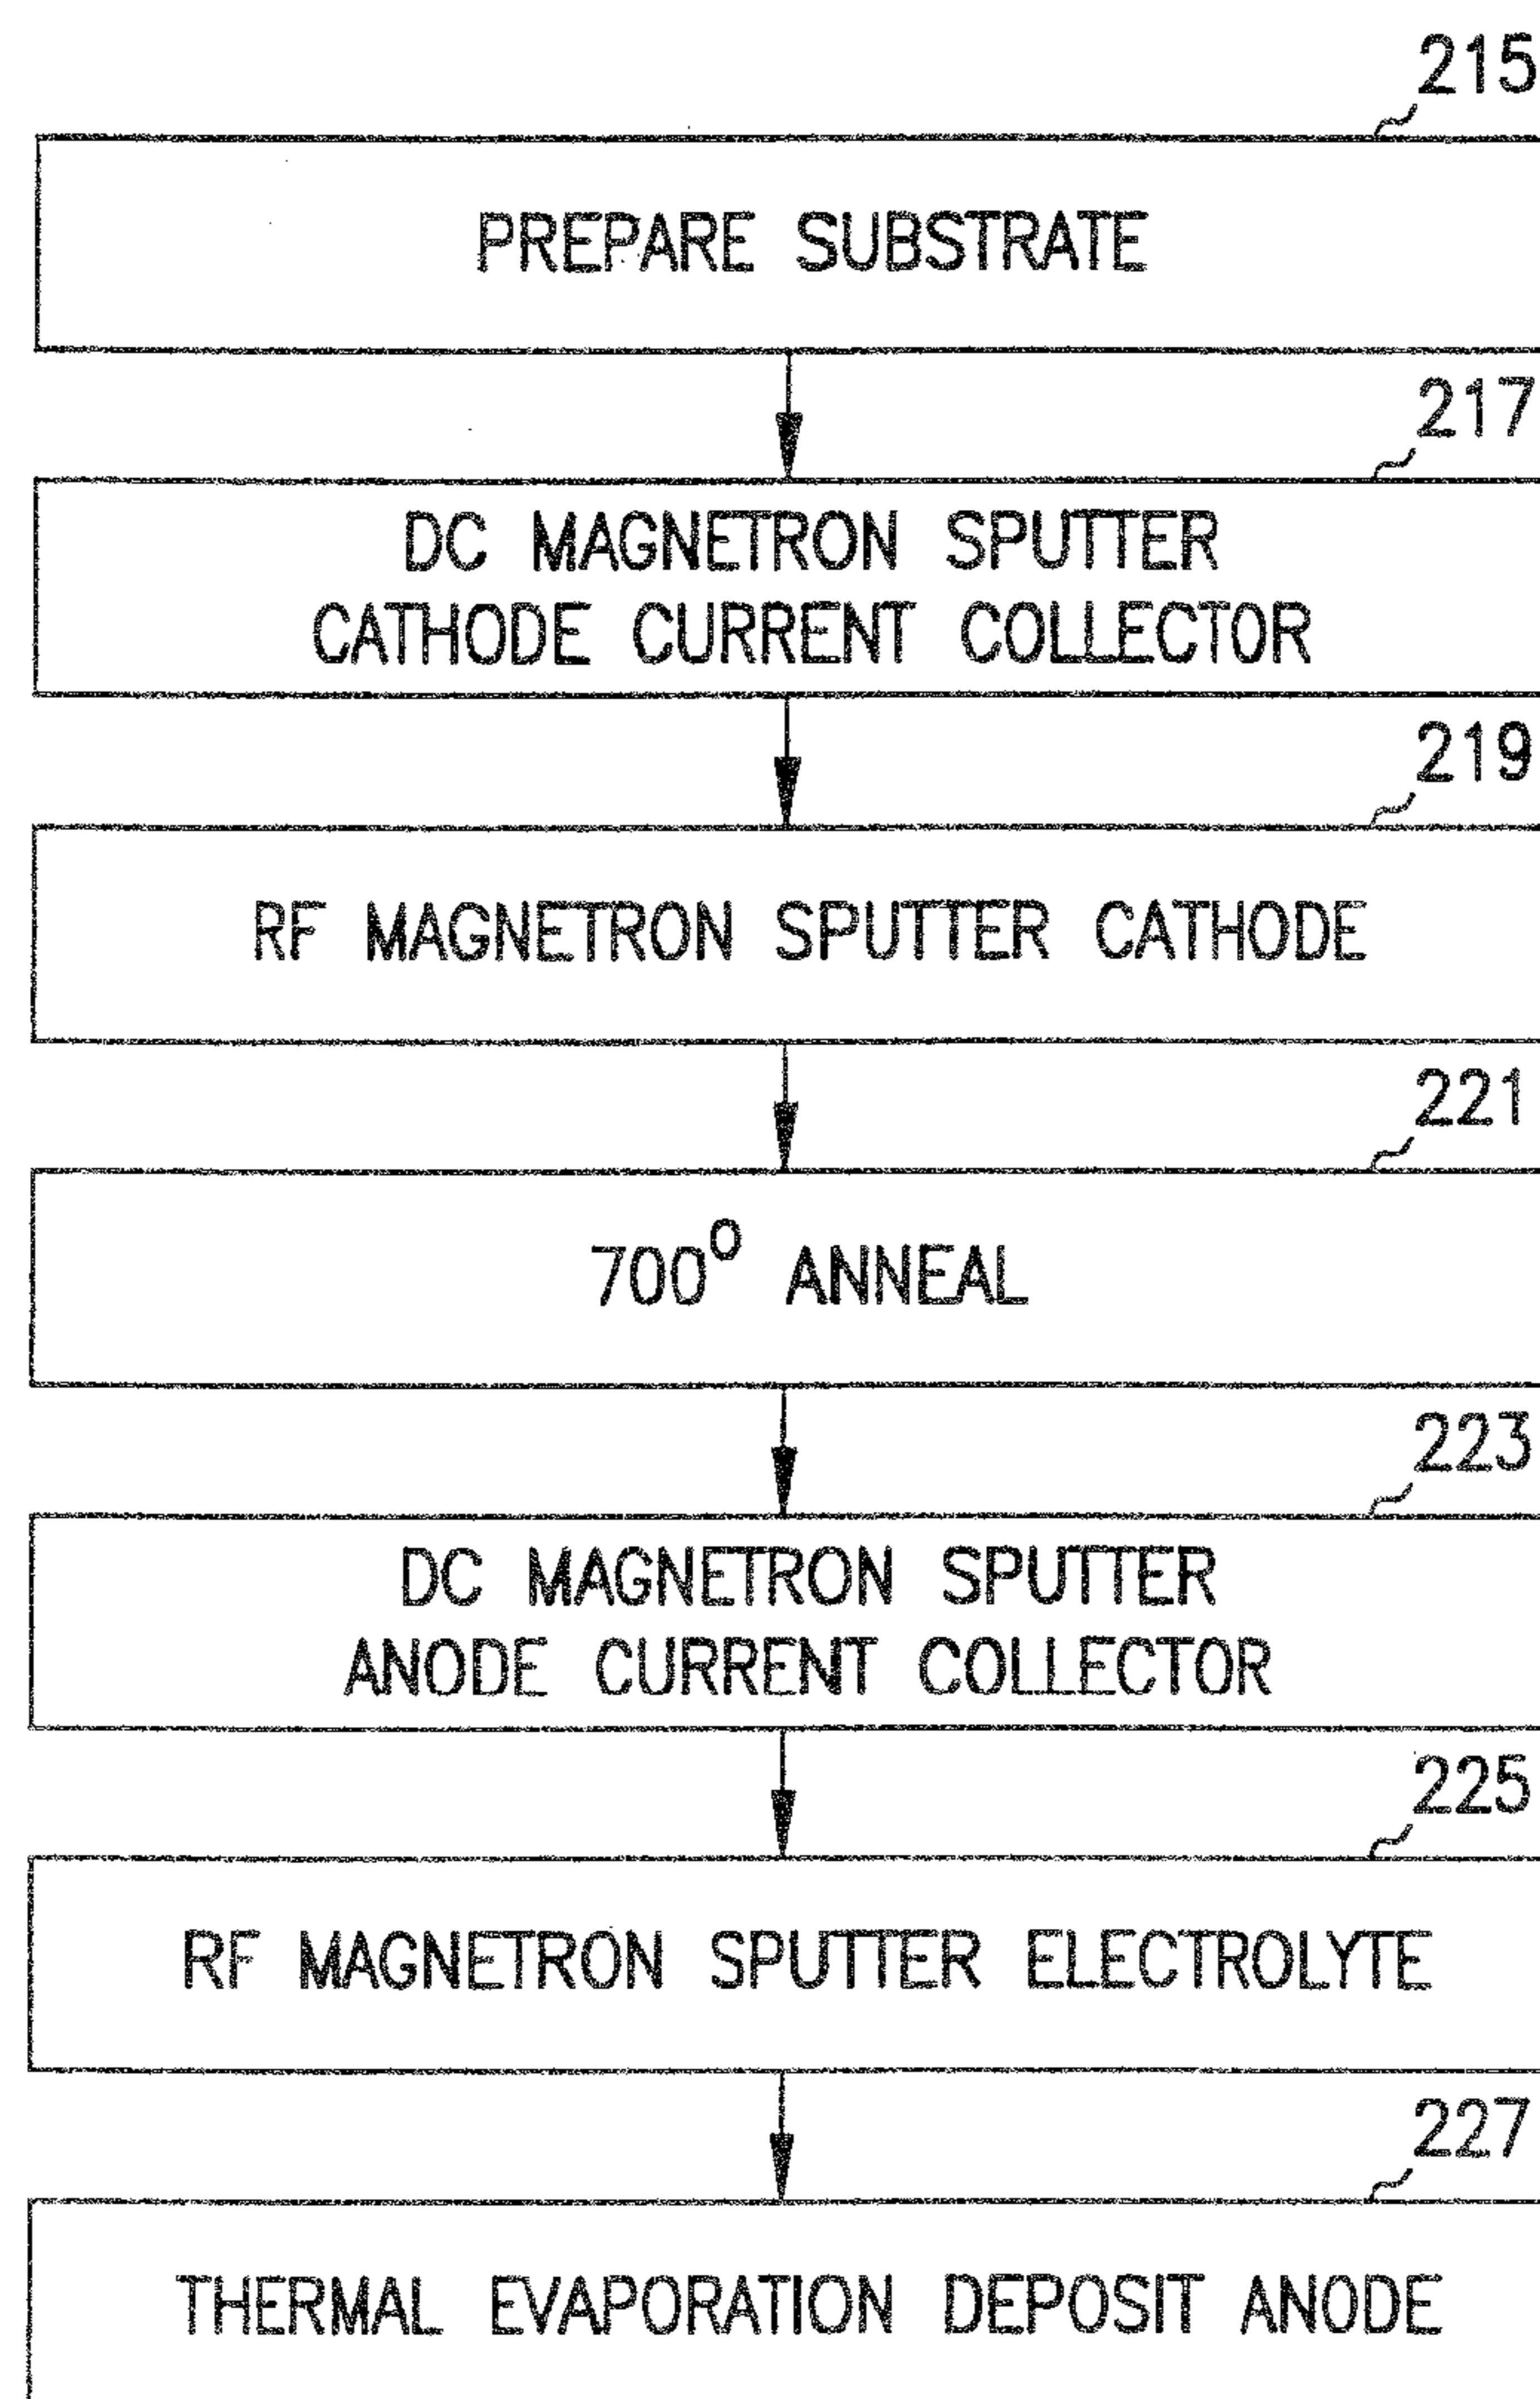 215
PREPARE SUBSTRATE
217
DC MAGNETRON SPUTTER
CATHODE CURRENT COLLECTOR
219
RF MAGNETRON SPUTTER CATHODE
221
700° ANNEAL
223
DC MAGNETRON SPUTTER
ANODE CURRENT COLLECTOR
225
RF MAGNETRON SPUTTER ELECTROLYTE
227
THERMAL EVAPORATION DEPOSIT ANODE